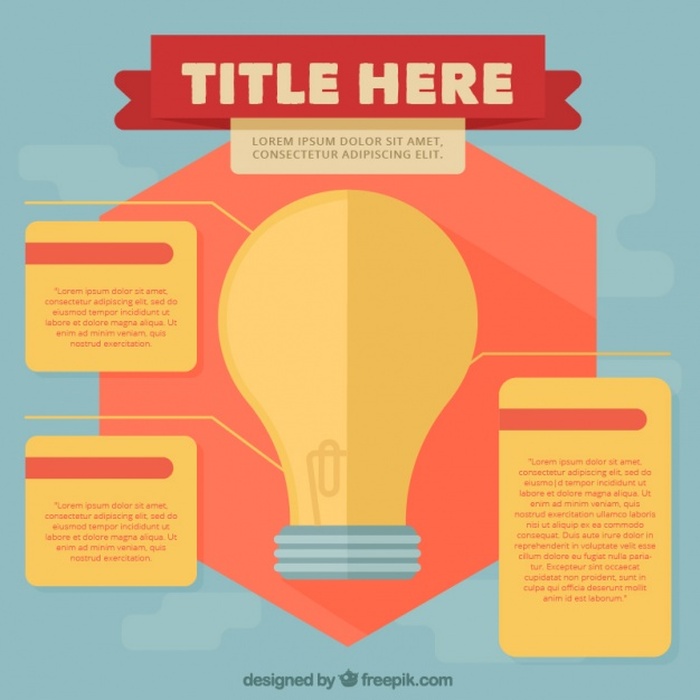 TITLE HERE
LOREM IPSUM DOLOR SIT AMET,
CONSECTETUR ADIPISCING ELIT.
"Lorem ipsum dolor sit amet,
consectetur adipiscing elit, sed do
eiusmod tempor incididunt ut
labore et dolore magna aliqua. Ut
enim ad minim veniam, quis
nostrud exercitation.
"Lorem ipsum dolor sit amet,
consectetur adipiscing elit, sed do
eiusmod tempor incididunt ut
labore et dolore magna aliqua. Ut
enim ad minim veniam, quis
nostrud exercitation.
"Lorem ipsum dolor sit amet,
consectetur adipiscing elit, sed do
eiusmo|d tempor incididunt ut
labore et dolore magna aliqua. Ut
enim ad minim veniam, quis
nostrud exercitation ullamco laboris
nisi ut aliquip ex ea commodo
consequat. Duis aute irure dolor in
reprehenderit in voluptate velit esse
cillum dolore eu fugiat nulla paria-
tur. Excepteur sint occaecat
cupidatat non proident, sunt in
culpa qui officia deserunt mollit
anim id est laborum."
designed by freepik.com